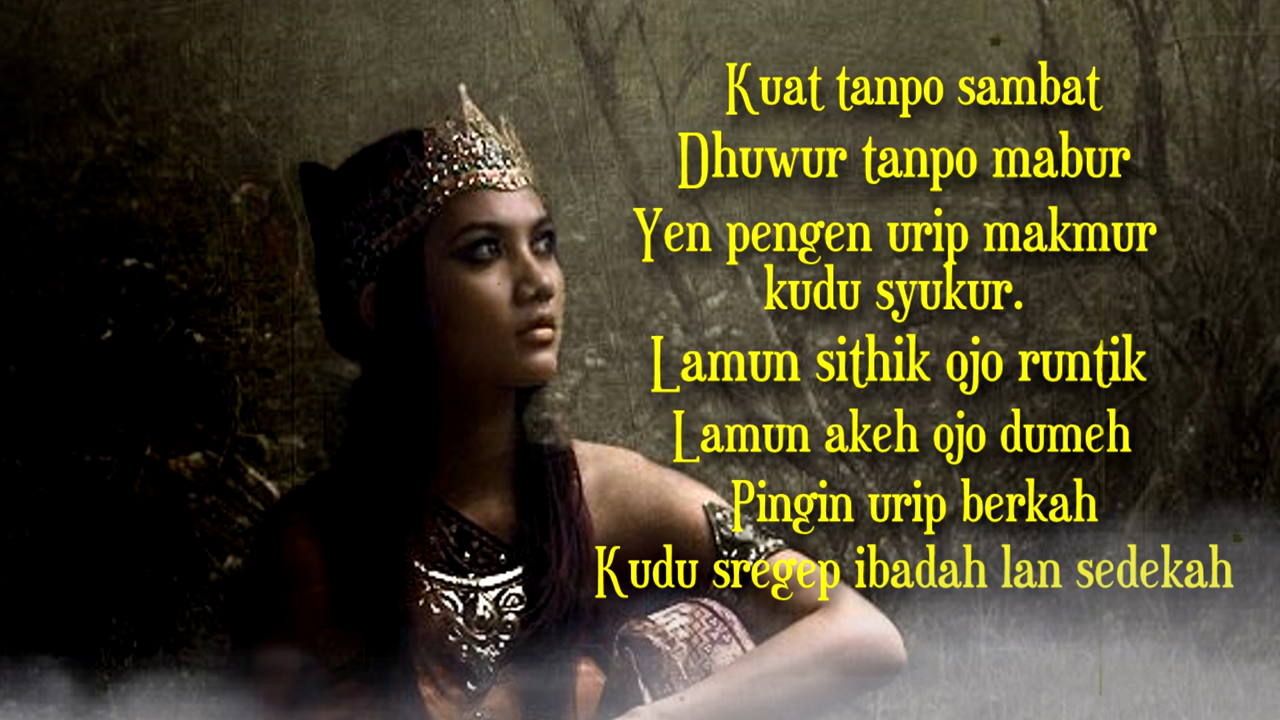 Kuat tanpo sambat
Dhuwur tanpo mabur
Yen pengen urip makmur
kudu syukur.
Lamun sithik ojo runtik
Lamun akeh ojo dumeh
Pingin urip berkah
Kudu sregep ibadah lan sedekah